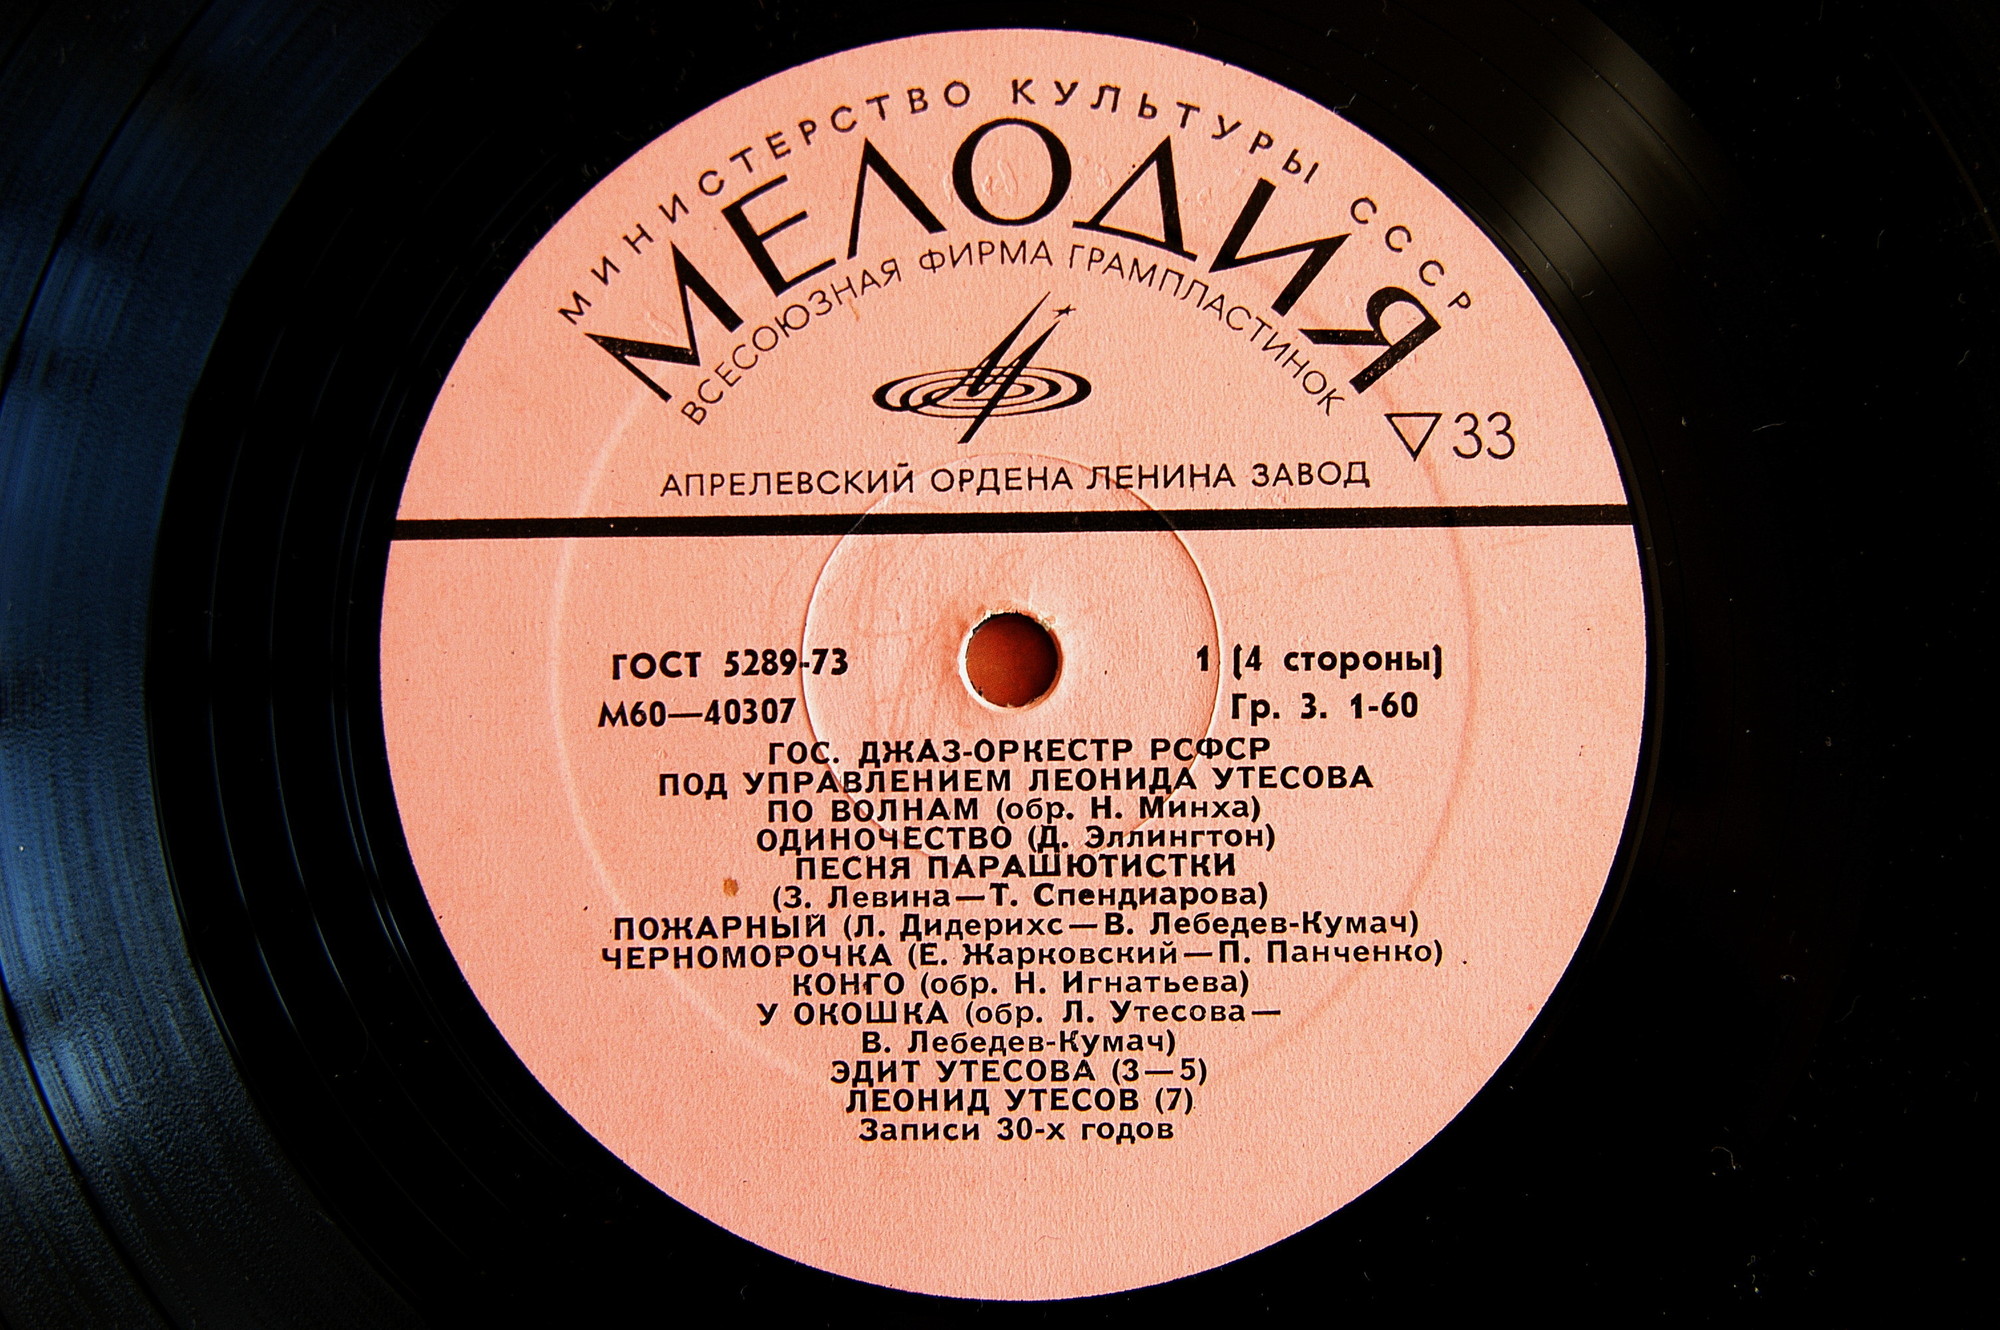 МИНИСТЕРСТВО КУЛЬТУРЫ СССР
МЕЛОДИЯ
ВСЕСОЮЗНАЯ ФИРМА ГРАМПЛАСТИНОК
33
АПРЕЛЕВСКИЙ ОРДЕНА ЛЕНИНА ЗАВОД
ГОСТ 5289-73
1 (4 стороны)
М60—40307
Гр. 3. 1-60
ГОС. ДЖАЗ-ОРКЕСТР РСФСР
ПОД УПРАВЛЕНИЕМ ЛЕОНИДА УТЕСОВА
ПО ВОЛНАМ (обр. Н. Минха)
ОДИНОЧЕСТВО (Д. Эллингтон)
ПЕСНЯ ПАРАШЮТИСТКИ
(З. Левина—Т. Спендиарова)
ПОЖАРНЫЙ (Л. Дидерихс—В. Лебедев-Кумач)
ЧЕРНОМОРОЧКА (Е. Жарковский—П. Панченко)
КОНГО (обр. Н. Игнатьева)
У ОКОШКА (обр. Л. Утесова—
В. Лебедев-Кумач)
ЭДИТ УТЕСОВА (3—5)
ЛЕОНИД УТЕСОВ (7)
Записи 30-х годов